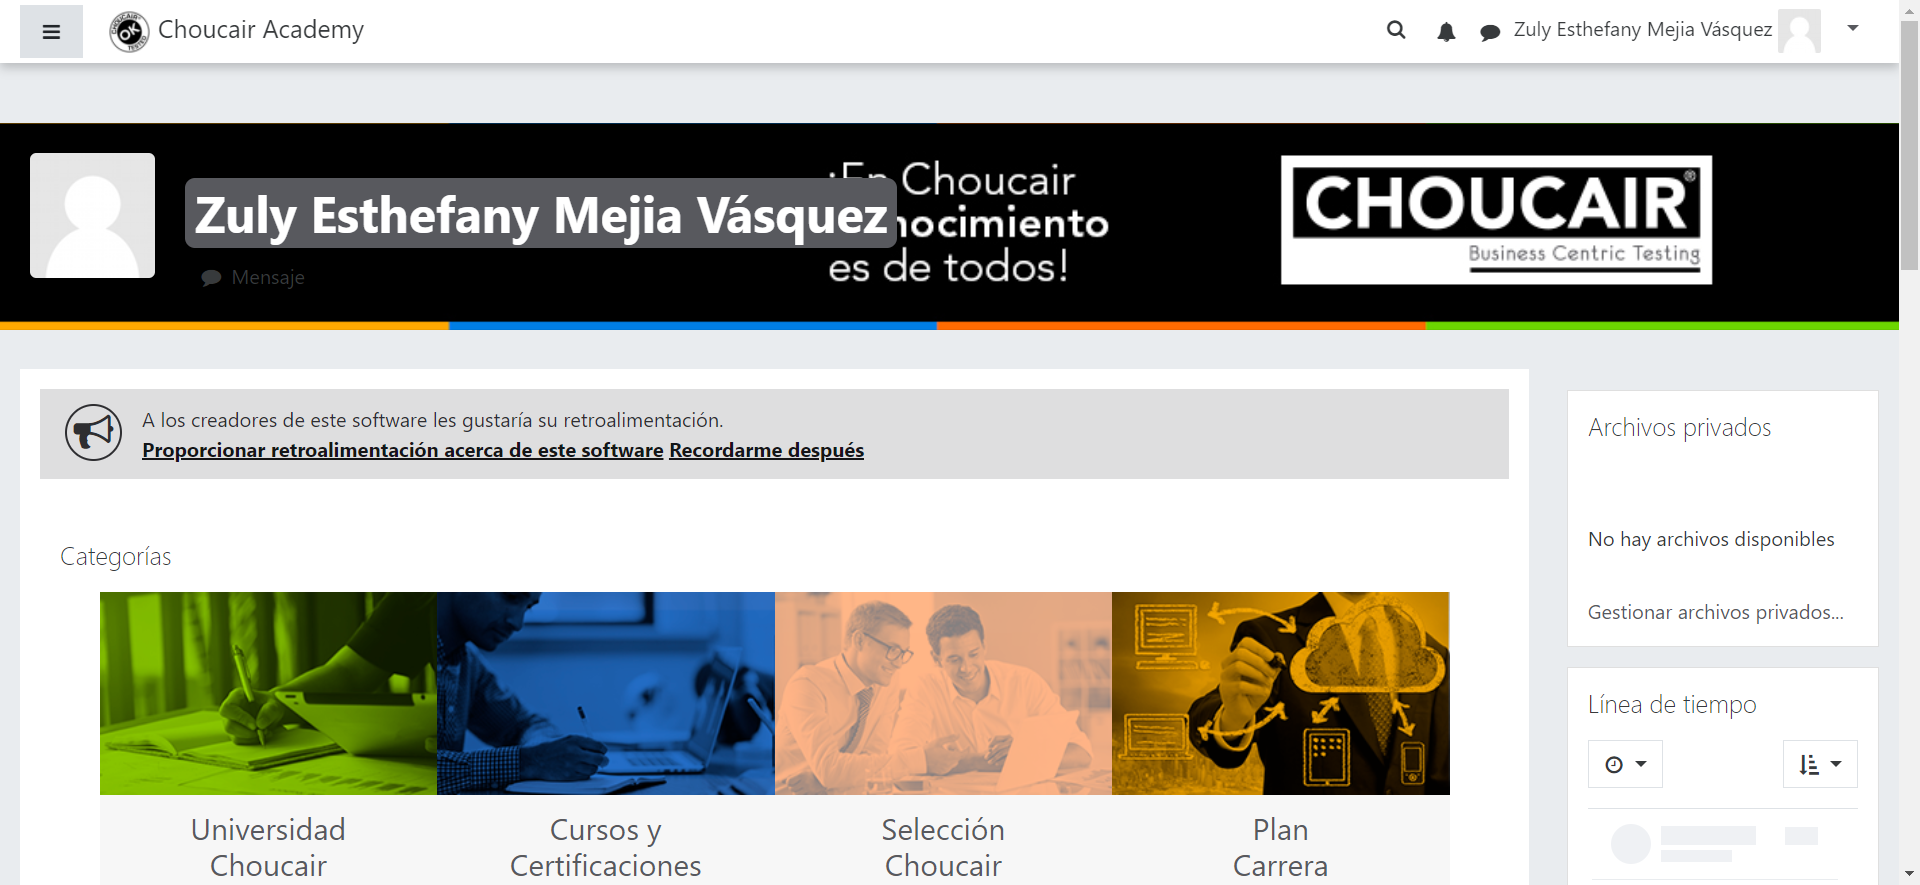 Choucair Academy
Zuly Esthefany Mejia Vásquez
Zuly Esthefany Mejia Vásquez
Mensaje
Choucair
nocimiento
es de todos!
CHOUCAIR®
Business Centric Testing
A los creadores de este software les gustaría su retroalimentación.
Proporcionar retroalimentación acerca de este software Recordarme después
Categorías
Universidad
Choucair
Cursos y
Certificaciones
Selección
Choucair
Plan
Carrera
Archivos privados
No hay archivos disponibles
Gestionar archivos privados...
Línea de tiempo